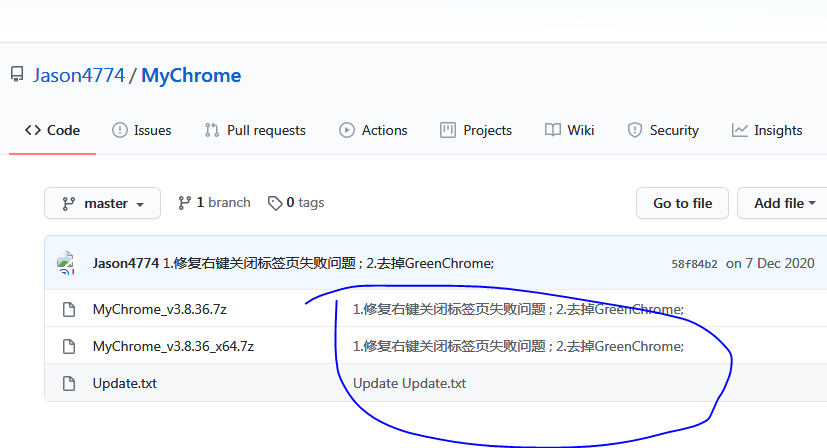 Jason4774 / MyChrome
Code Issues Pull requests Actions Projects Wiki Security Insights
master 1 branch 0 tags Go to file Add file
Jason4774 1.修复右键关闭标签页失败问题 ; 2.去掉GreenChrome; 58f84b2 on 7 Dec 2020
MyChrome_v3.8.36.7z 1.修复右键关闭标签页失败问题 ; 2.去掉GreenChrome;
MyChrome_v3.8.36_x64.7z 1.修复右键关闭标签页失败问题 ; 2.去掉GreenChrome;
Update.txt Update Update.txt